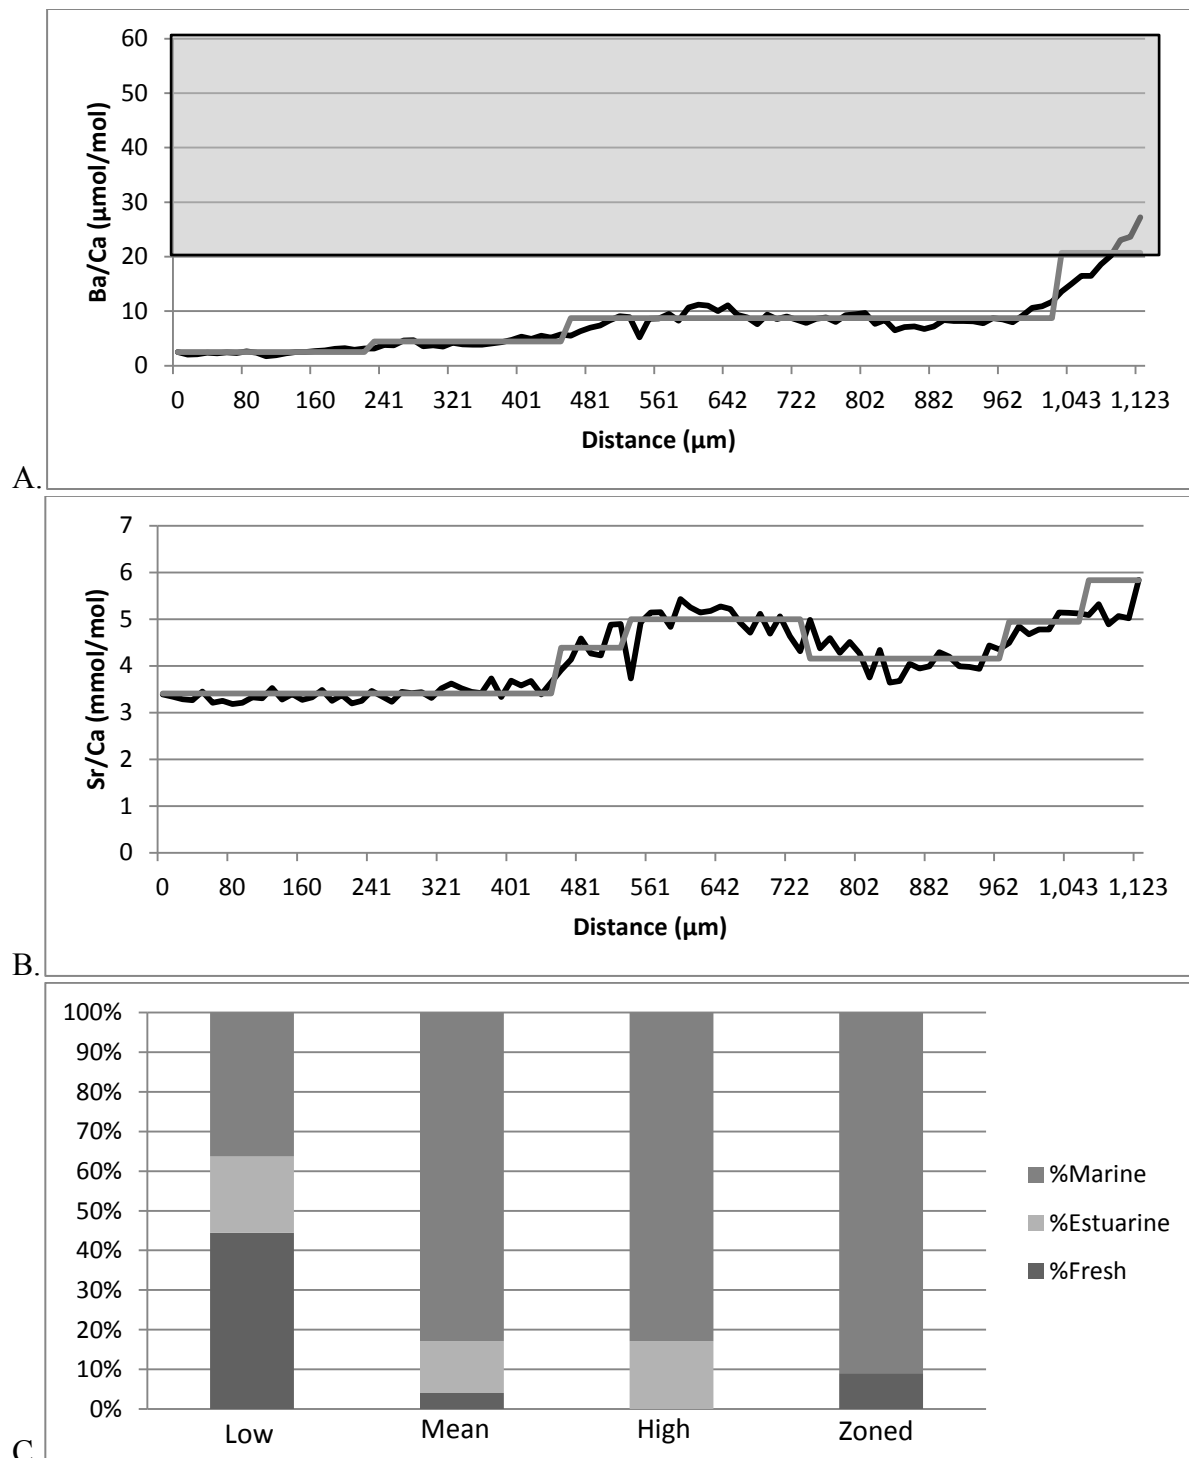 60
50
40
30
20
10
0
Ba/Ca (µmol/mol)
0 80 160 241 321 401 481 561 642 722 802 882 962 1,043 1,123
Distance (µm)
A.
7
6
5
4
3
2
1
0
Sr/Ca (mmol/mol)
0 80 160 241 321 401 481 561 642 722 802 882 962 1,043 1,123
Distance (µm)
B.
100%
90%
80%
70%
60%
50%
40%
30%
20%
10%
0%
%Marine
%Estuarine
%Fresh
Low Mean High Zoned
C